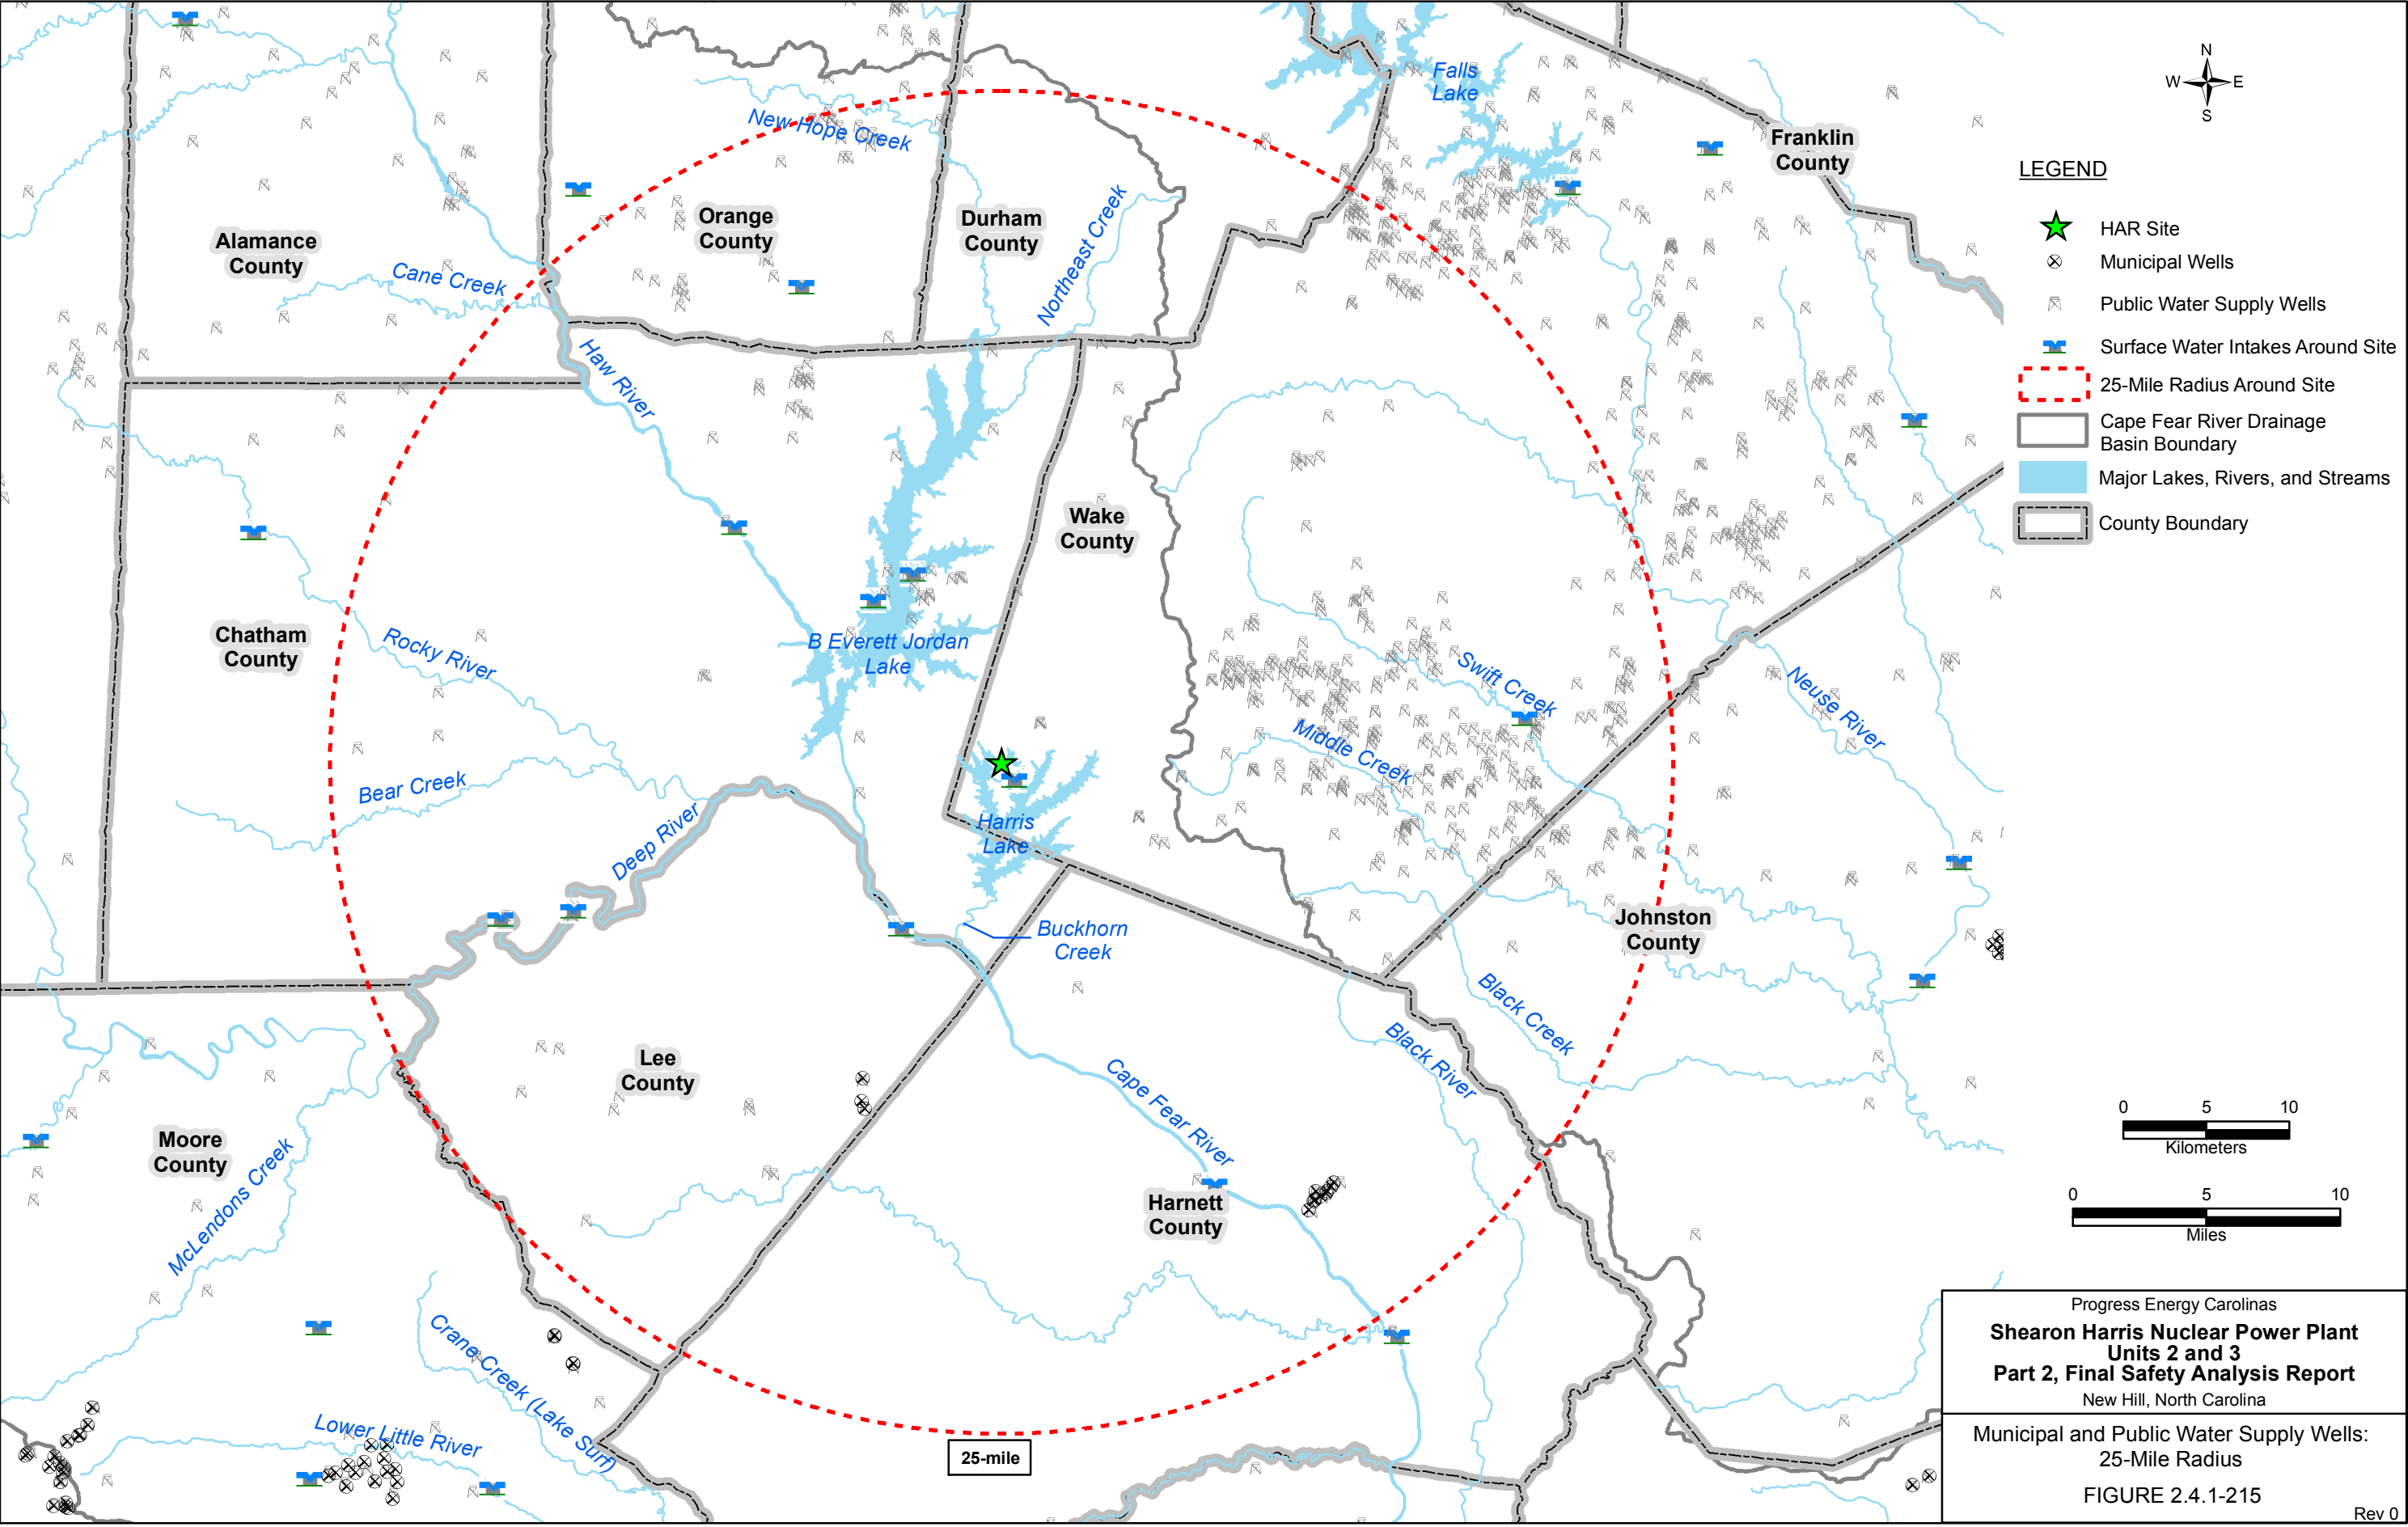 Falls
Lake
New Hope Creek
Franklin
County
Orange
County
Durham
County
Northeast Creek
Alamance
County
Cane Creek
Haw River
Wake
County
Chatham
County
Rocky River
B Everett Jordan
Lake
Swift Creek
Neuse River
Middle Creek
Bear Creek
Deep River
Harris
Lake
Buckhorn
Creek
Johnston
County
Black Creek
Black River
Lee
County
Cape Fear River
Moore
County
McLendons Creek
Harnett
County
Crane Creek (Lake Surf)
Lower Little River
25-mile
N
W E
S
LEGEND
HAR Site
Municipal Wells
Public Water Supply Wells
Surface Water Intakes Around Site
25-Mile Radius Around Site
Cape Fear River Drainage
Basin Boundary
Major Lakes, Rivers, and Streams
County Boundary
0 5 10
Kilometers
0 5 10
Miles
Progress Energy Carolinas
Shearon Harris Nuclear Power Plant
Units 2 and 3
Part 2, Final Safety Analysis Report
New Hill, North Carolina
Municipal and Public Water Supply Wells:
25-Mile Radius
FIGURE 2.4.1-215
Rev 0